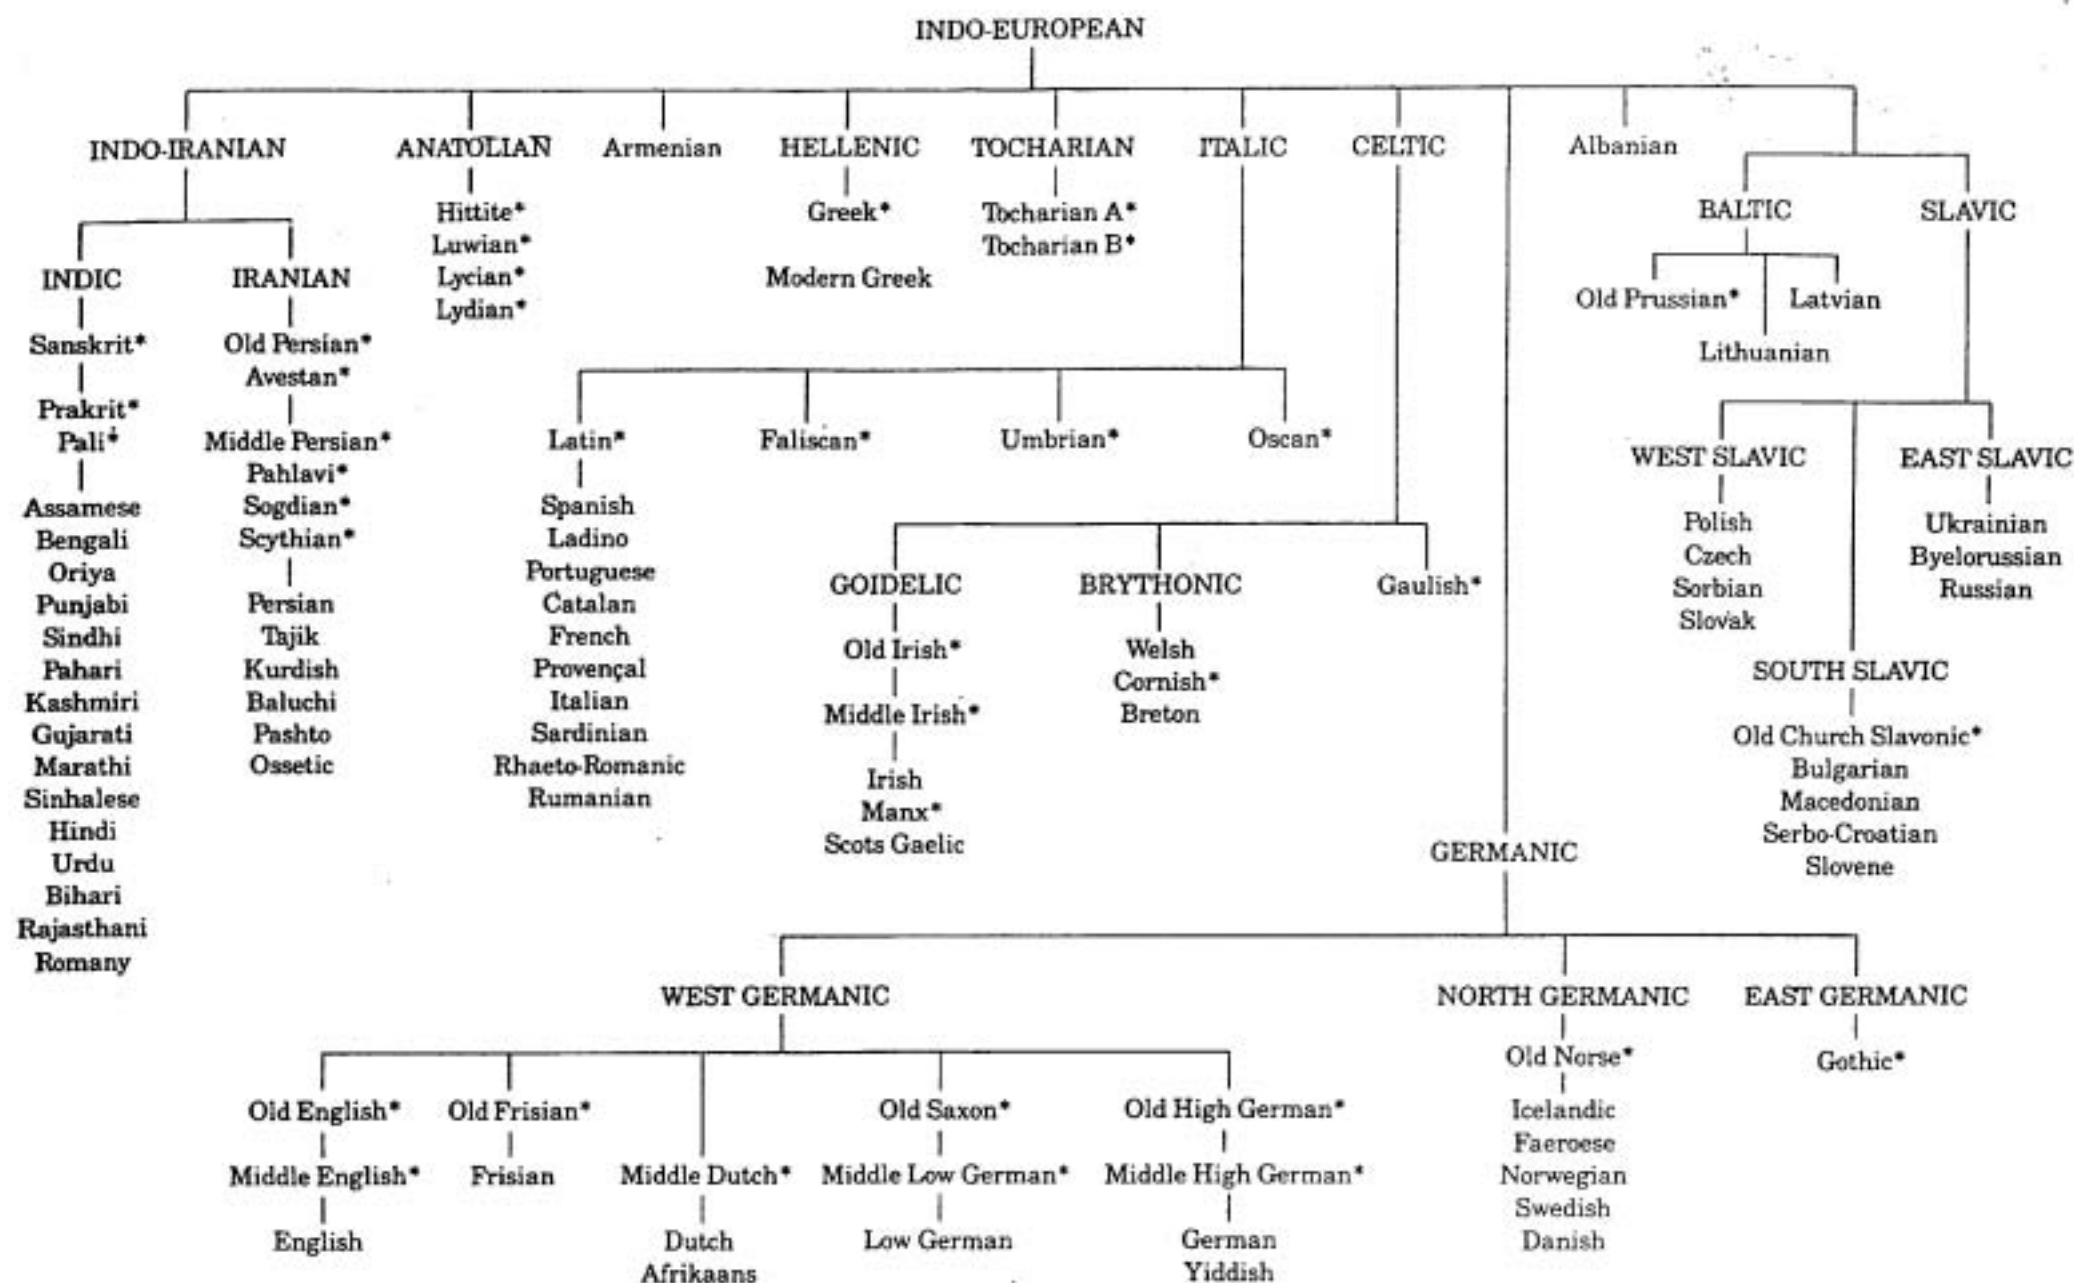 INDO-EUROPEAN
INDO-IRANIAN
ANATOLIAN
Armenian
HELLENIC
TOCHARIAN
ITALIC
CELTIC
Albanian
BALTIC
SLAVIC
INDIC
Sanskrit*
Prakrit*
Pali*
Assamese
Bengali
Oriya
Punjabi
Sindhi
Pahari
Kashmiri
Gujarati
Marathi
Sinhalese
Hindi
Urdu
Bihari
Rajasthani
Romany
IRANIAN
Old Persian*
Avestan*
Middle Persian*
Pahlavi*
Sogdian*
Scythian*
Persian
Tajik
Kurdish
Baluchi
Pashto
Ossetic
Hittite*
Luwian*
Lycian*
Lydian*
Greek*
Modern Greek
Tocharian A*
Tocharian B*
Latin*
Spanish
Ladino
Portuguese
Catalan
French
Provençal
Italian
Sardinian
Rhaeto-Romanic
Rumanian
Faliscan*
Umbrian*
Oscan*
GOIDELIC
Old Irish*
Middle Irish*
Irish
Manx*
Scots Gaelic
BRYTHONIC
Welsh
Cornish*
Breton
Gaulish*
Old Prussian*
Lithuanian
Latvian
WEST SLAVIC
Polish
Czech
Sorbian
Slovak
EAST SLAVIC
Ukrainian
Byelorussian
Russian
SOUTH SLAVIC
Old Church Slavonic*
Bulgarian
Macedonian
Serbo-Croatian
Slovene
GERMANIC
WEST GERMANIC
Old English*
Middle English*
English
Old Frisian*
Frisian
Middle Dutch*
Dutch
Afrikaans
Old Saxon*
Middle Low German*
Low German
Old High German*
Middle High German*
German
Yiddish
NORTH GERMANIC
Old Norse*
Icelandic
Faeroese
Norwegian
Swedish
Danish
EAST GERMANIC
Gothic*